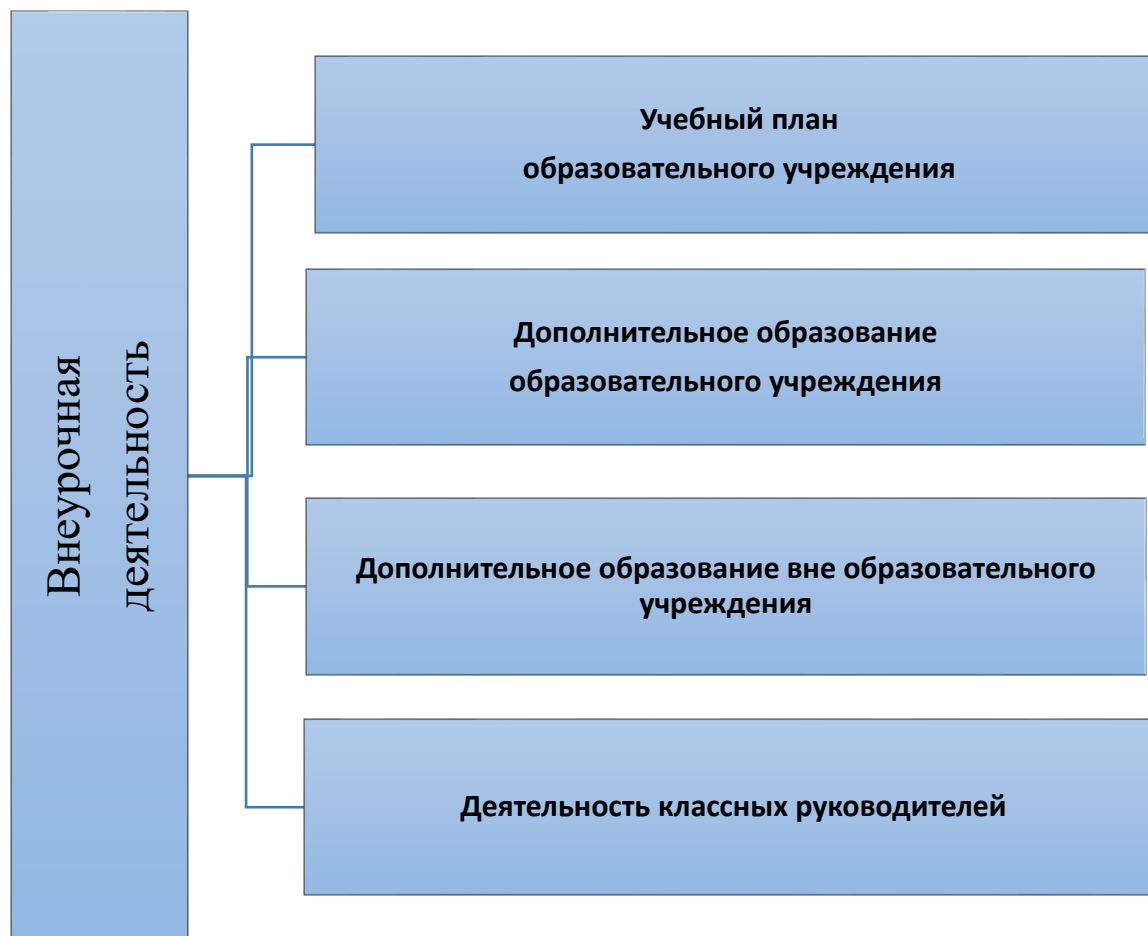 Внеурочная
деятельность
Учебный план
образовательного учреждения
Дополнительное образование
образовательного учреждения
Дополнительное образование вне образовательного
учреждения
Деятельность классных руководителей